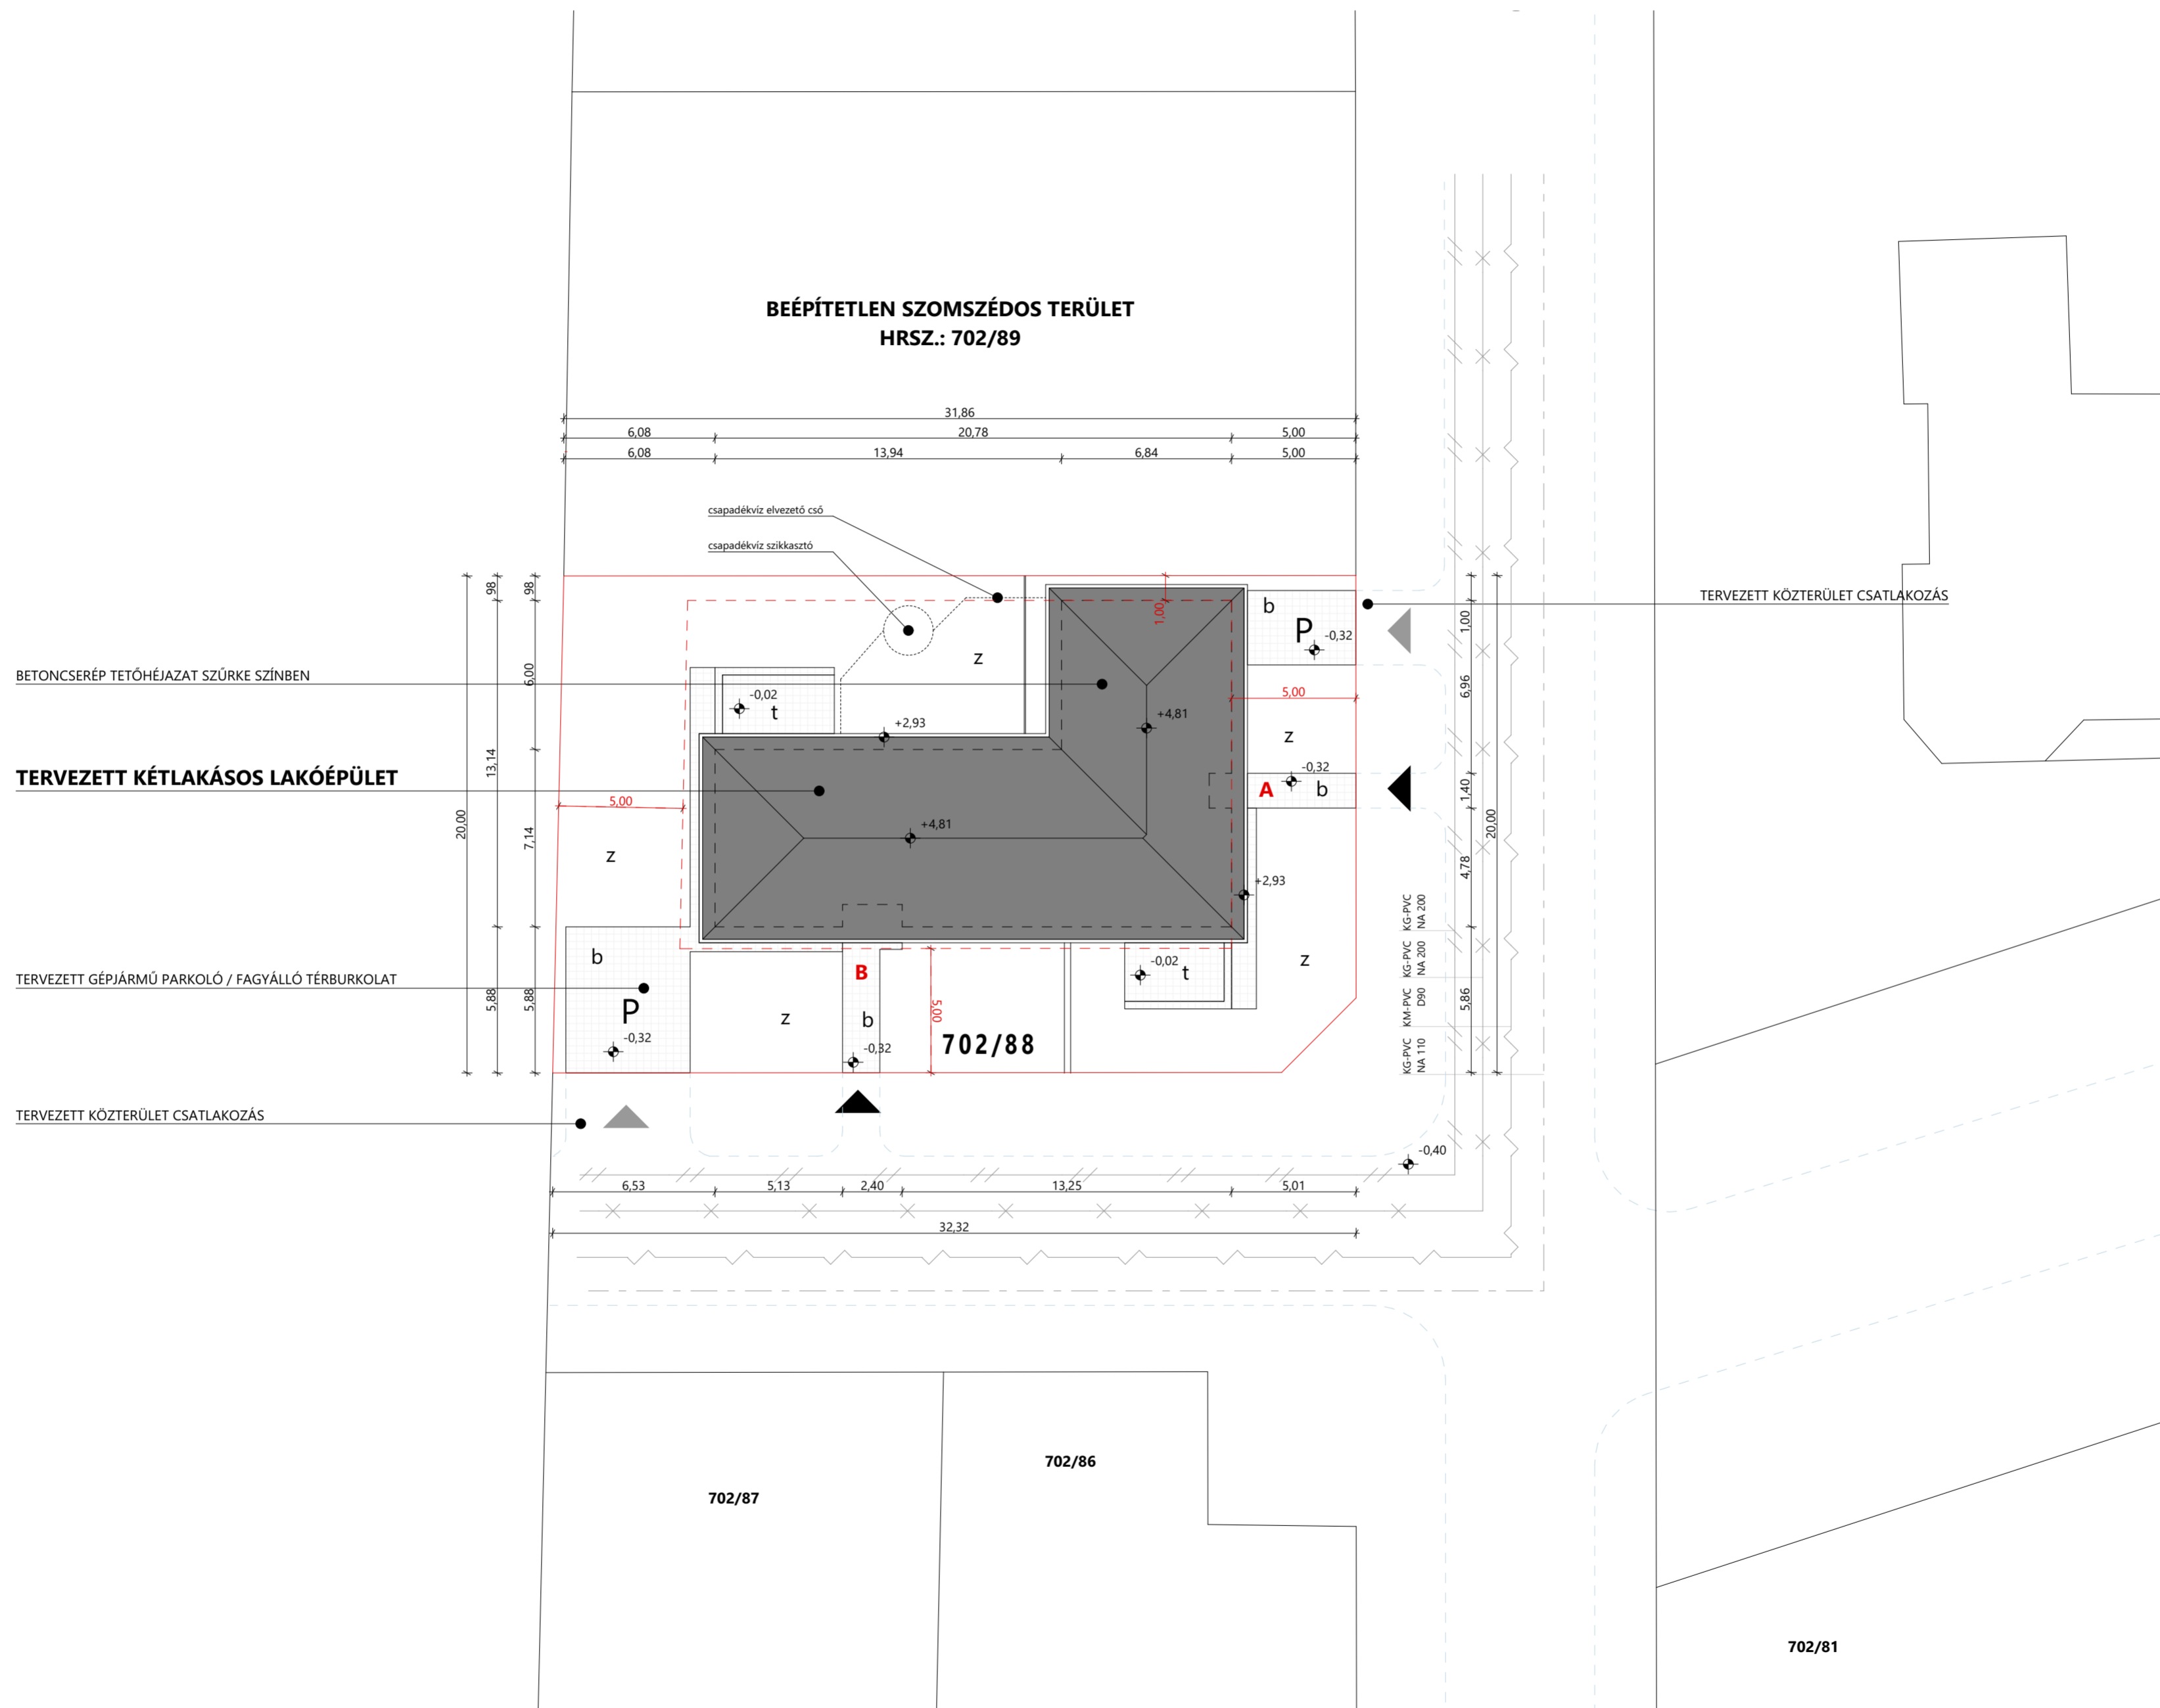 BEÉPÍTETLEN SZOMSZÉDOS TERÜLET
HRSZ.: 702/89
31,86
6,08 20,78 5,00
6,08 13,94 6,84 5,00
csapadékvíz elvezető cső
csapadékvíz szikkasztó
98 98
1,00
b
P
-0,32
TERVEZETT KÖZTERÜLET CSATLAKOZÁS
1,00
z
BETONCSERÉP TETŐHÉJAZAT SZŰRKE SZÍNBEN
6,00
-0,02
t
+2,93
+4,81
5,00
6,96
z
13,14
TERVEZETT KÉTLAKÁSOS LAKÓÉPÜLET
-0,32
A
b
1,40
5,00
20,00
7,14
+4,81
20,00
z
4,78
+2,93
b
TERVEZETT GÉPJÁRMŰ PARKOLÓ / FAGYÁLLÓ TÉRBURKOLAT
P
-0,32
5,88 5,88
B
-0,02
t
z
z
b
-0,32
5,00
702/88
5,86
KG-PVC
NA 200
KG-PVC
NA 200
KM-PVC
D90
KG-PVC
NA 110
TERVEZETT KÖZTERÜLET CSATLAKOZÁS
-0,40
6,53 5,13 2,40 13,25 5,01
32,32
702/86
702/87
702/81